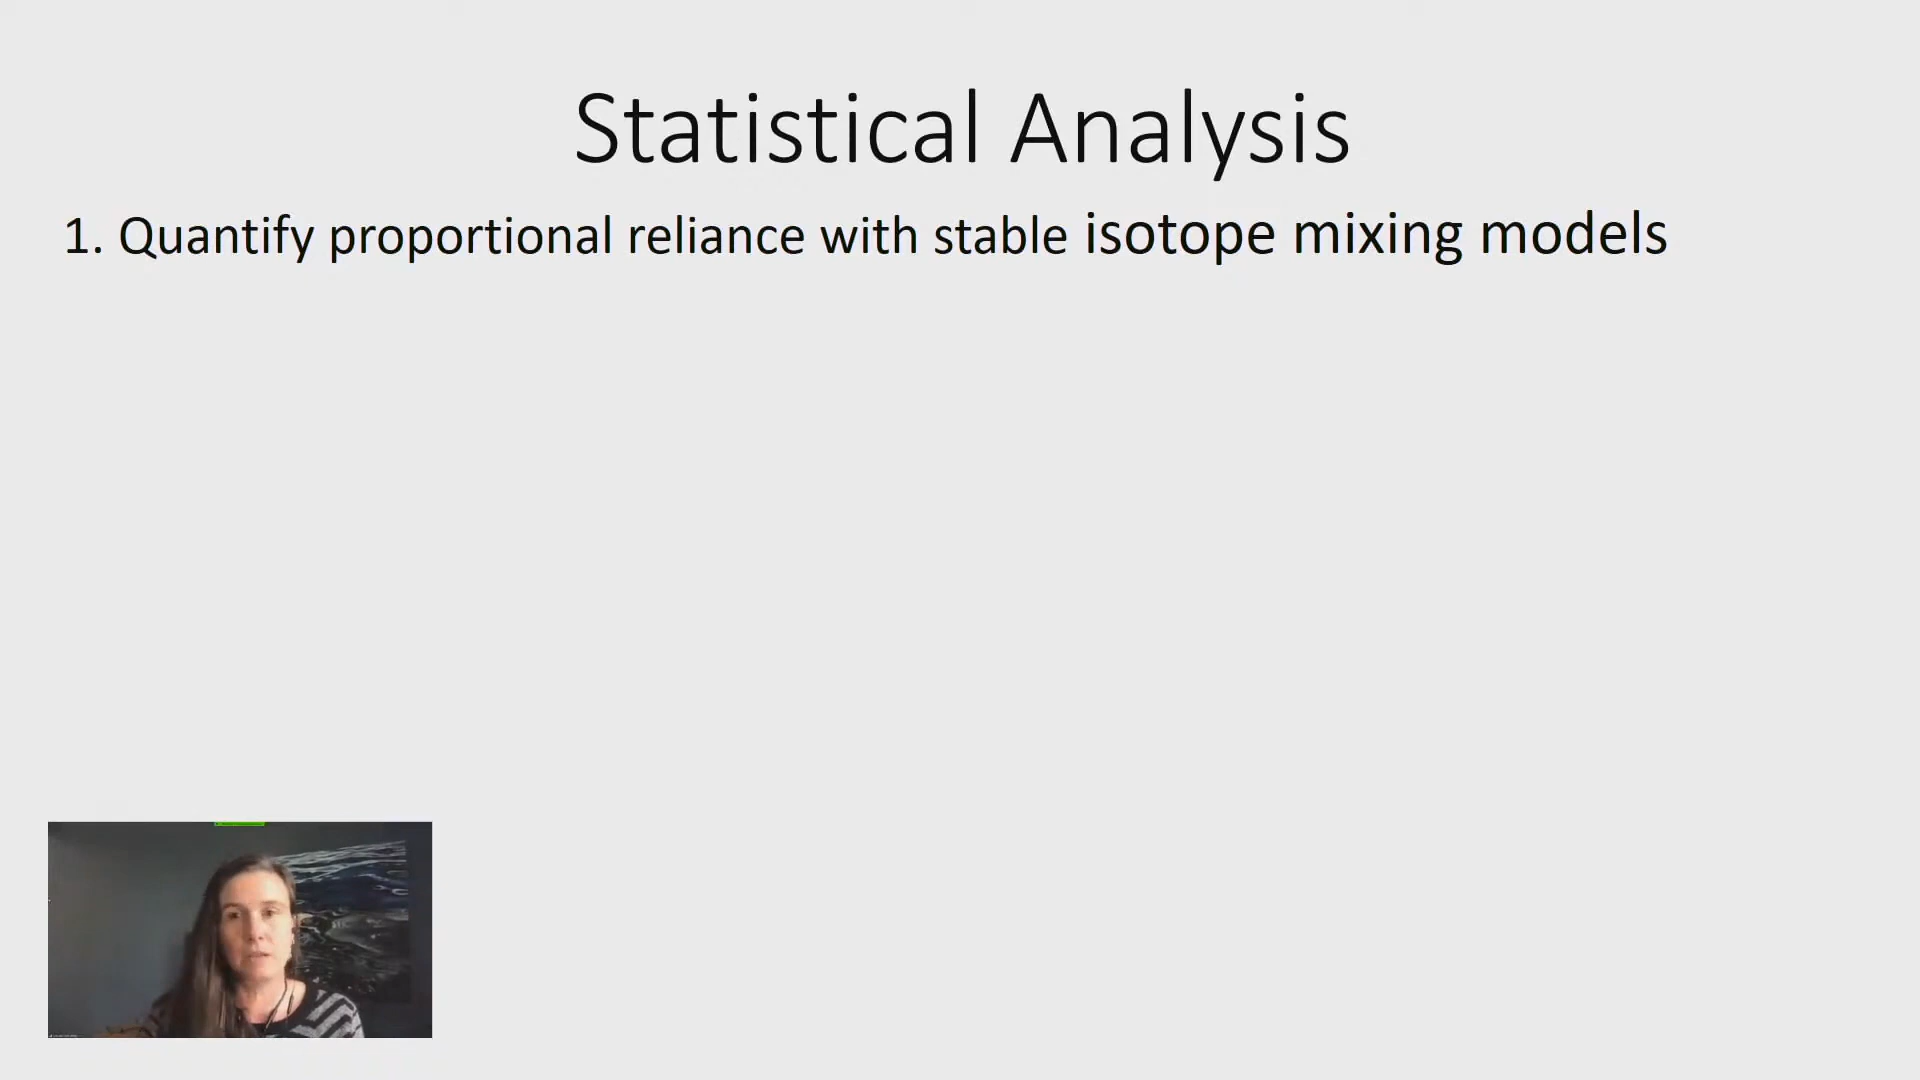 Statistical Analysis
1. Quantify proportional reliance with stable isotope mixing models